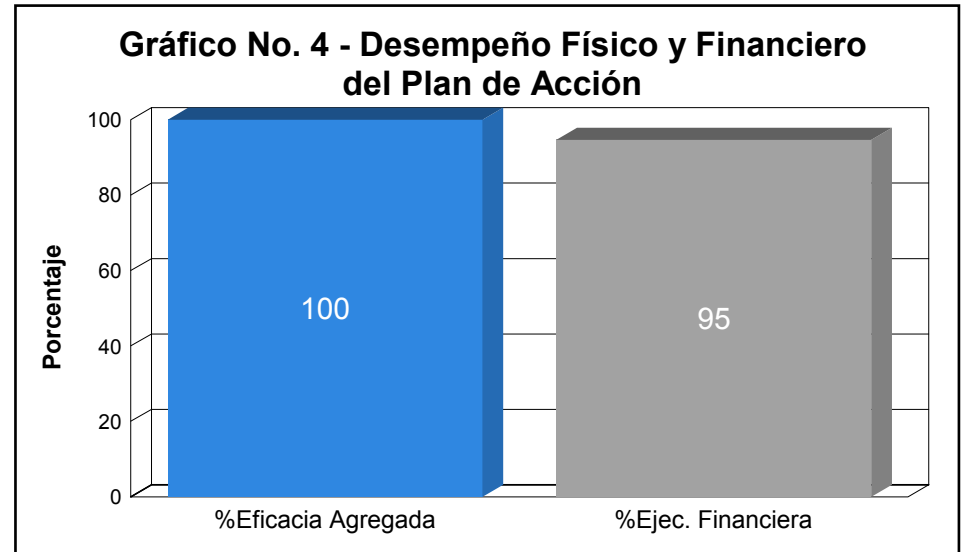 Gráfico No. 4 - Desempeño Físico y Financiero
del Plan de Acción
Porcentaje
100
80
60
40
20
0
100
95
%Eficacia Agregada
%Ejec. Financiera